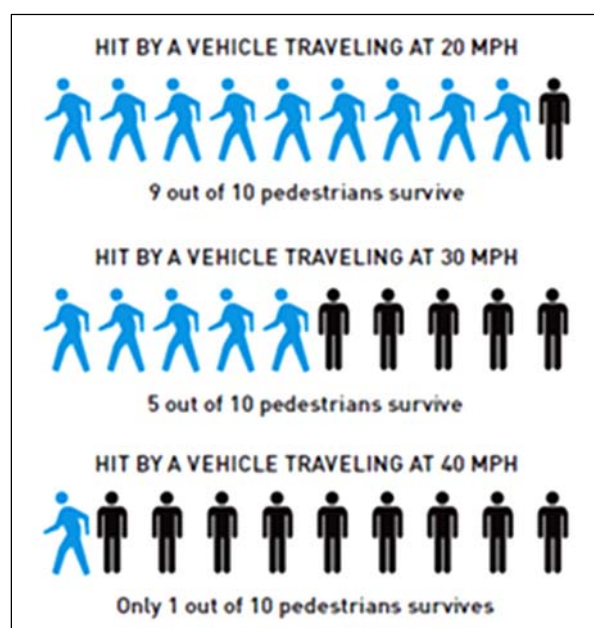 HIT BY A VEHICLE TRAVELING AT 20 MPH
9 out of 10 pedestrians survive
HIT BY A VEHICLE TRAVELING AT 30 MPH
5 out of 10 pedestrians survive
HIT BY A VEHICLE TRAVELING AT 40 MPH
Only 1 out of 10 pedestrians survives